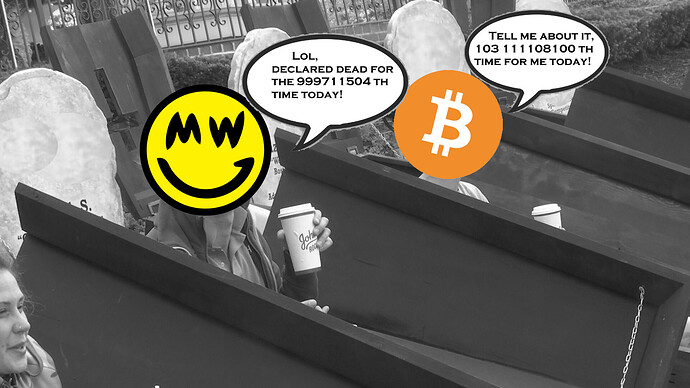 Lol,
declared dead for
the 999711504 th
time today!
Tell me about it,
103 111108100 th
time for me today!
MW
₿